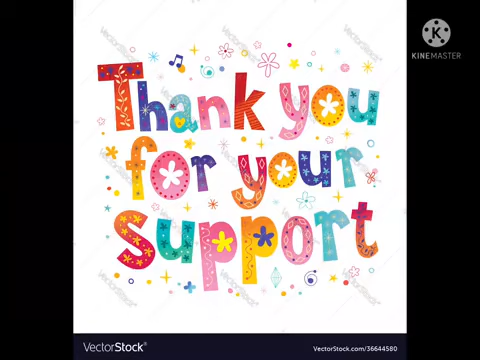 KINEMASTER
Thank you
for your
support
VectorStock®
VectorStock.com/36644580